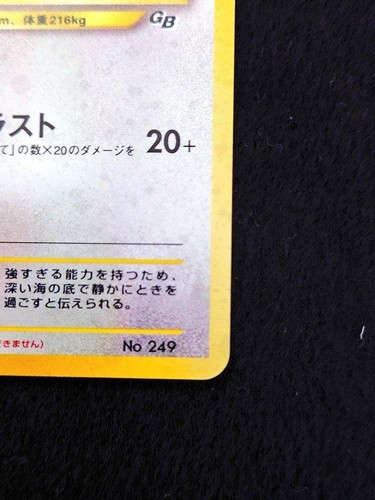 m、体重216kg
GB
ラスト
て」の数×20のダメージを 20+
強すぎる能力を持つため、
深い海の底で静かにときを
過ごすと伝えられる。
できません）
No 249